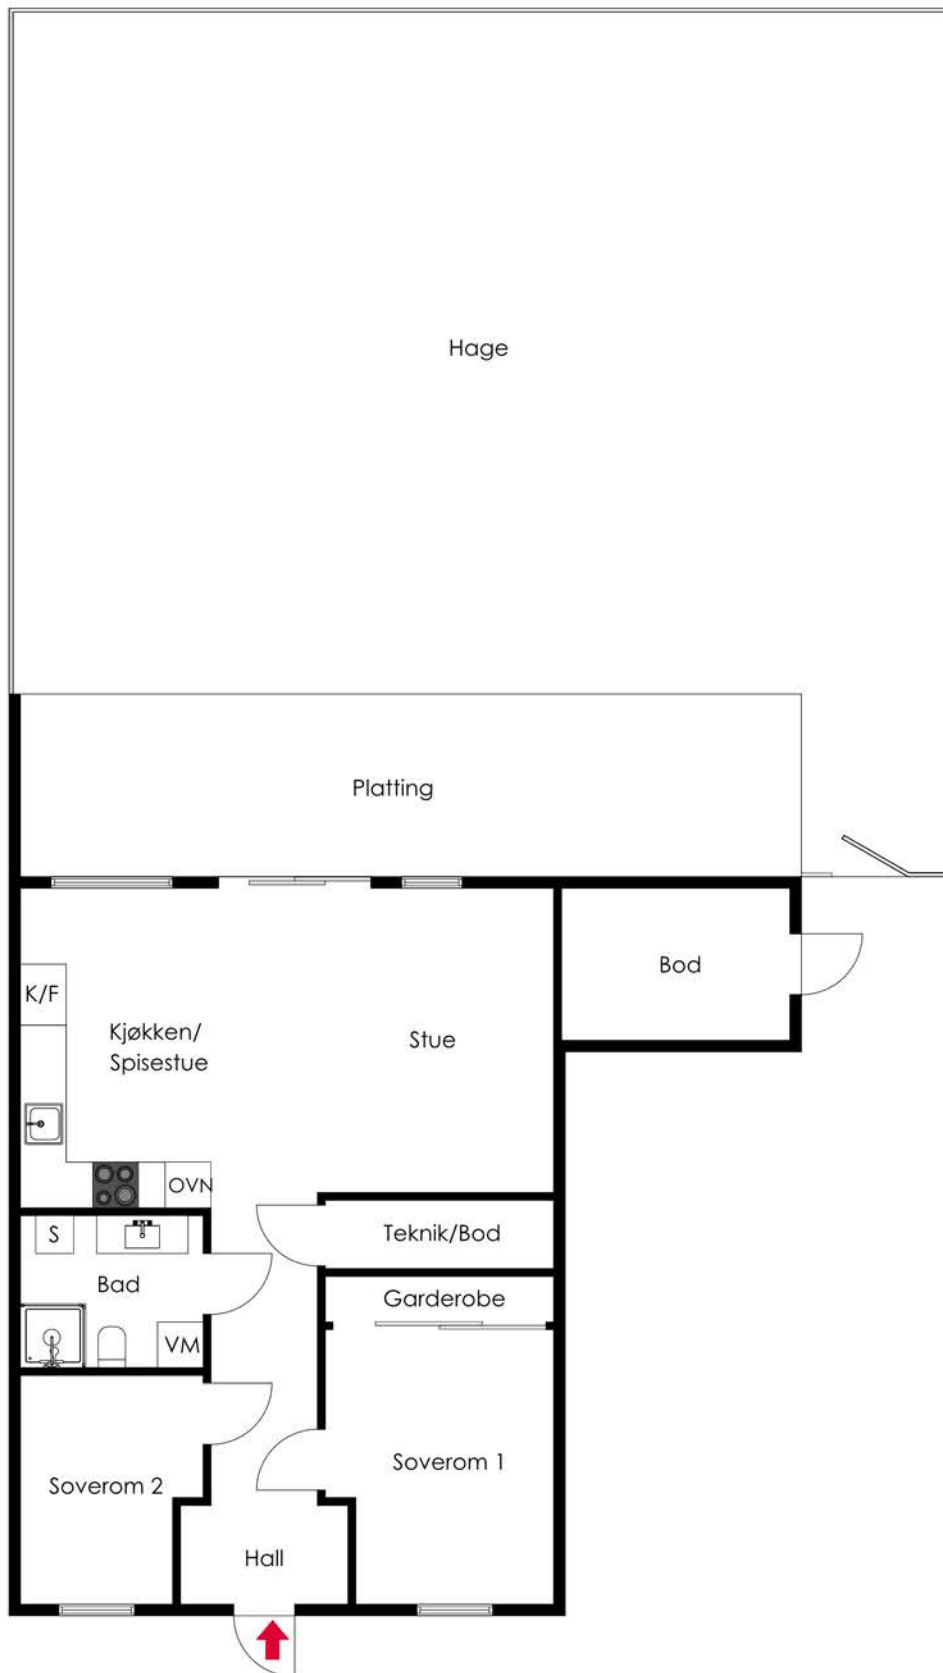 Hage
Platting
Bod
K/F
Kjøkken/
Spisestue
Stue
OVN
Teknik/Bod
S
Bad
Garderobe
VM
Soverom 1
Soverom 2
Hall